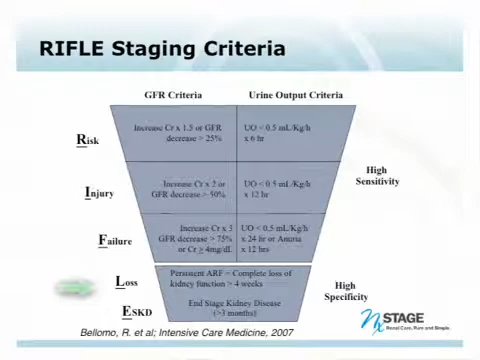 RIFLE Staging Criteria
GFR Criteria
Urine Output Criteria
Risk
Increase Cr x 1.5 or GFR
decrease > 25%
UO < 0.5 mL/Kg/h
x 6 hr
High
Sensitivity
Injury
Increase Cr x 2 or
GFR decrease > 50%
UO < 0.5 mL/Kg/h
x 12 hr
Failure
Increase Cr x 3
GFR decrease > 75%
or Cr ≥ 4mg/dL
UO < 0.5 mL/Kg/h
x 24 hr or Anuria
x 12 hrs
Loss
Persistent ARF = Complete loss of
kidney function > 4 weeks
High
Specificity
ESKD
End Stage Kidney Disease
(>3 months)
NxSTAGE
Renal Care, Pure and Simple.
Bellomo, R. et al; Intensive Care Medicine, 2007